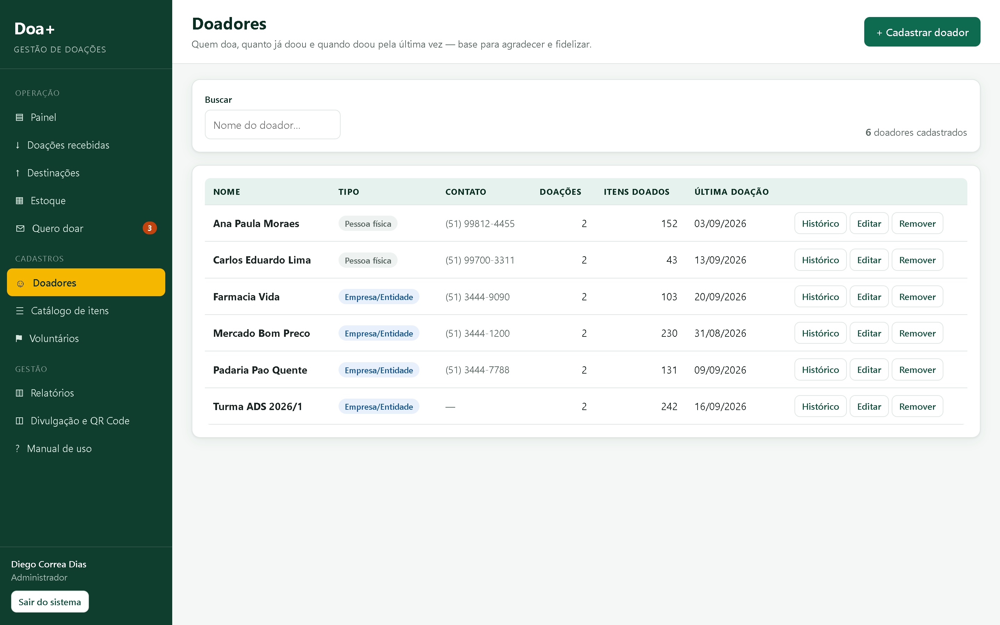 Doa+
GESTÃO DE DOAÇÕES
OPERAÇÃO
Painel
↓ Doações recebidas
↑ Destinações
Estoque
Quero doar 3
CADASTROS
Doadores
Catálogo de itens
Voluntários
GESTÃO
Relatórios
Divulgação e QR Code
? Manual de uso
Diego Correa Dias
Administrador
Sair do sistema
Doadores
Quem doa, quanto já doou e quando doou pela última vez — base para agradecer e fidelizar.
+ Cadastrar doador
Buscar
Nome do doador...
6 doadores cadastrados
NOME TIPO CONTATO DOAÇÕES ITENS DOADOS ÚLTIMA DOAÇÃO
Ana Paula Moraes Pessoa física (51) 99812-4455 2 152 03/09/2026 Histórico Editar Remover
Carlos Eduardo Lima Pessoa física (51) 99700-3311 2 43 13/09/2026 Histórico Editar Remover
Farmacia Vida Empresa/Entidade (51) 3444-9090 2 103 20/09/2026 Histórico Editar Remover
Mercado Bom Preco Empresa/Entidade (51) 3444-1200 2 230 31/08/2026 Histórico Editar Remover
Padaria Pao Quente Empresa/Entidade (51) 3444-7788 2 131 09/09/2026 Histórico Editar Remover
Turma ADS 2026/1 Empresa/Entidade — 2 242 16/09/2026 Histórico Editar Remover